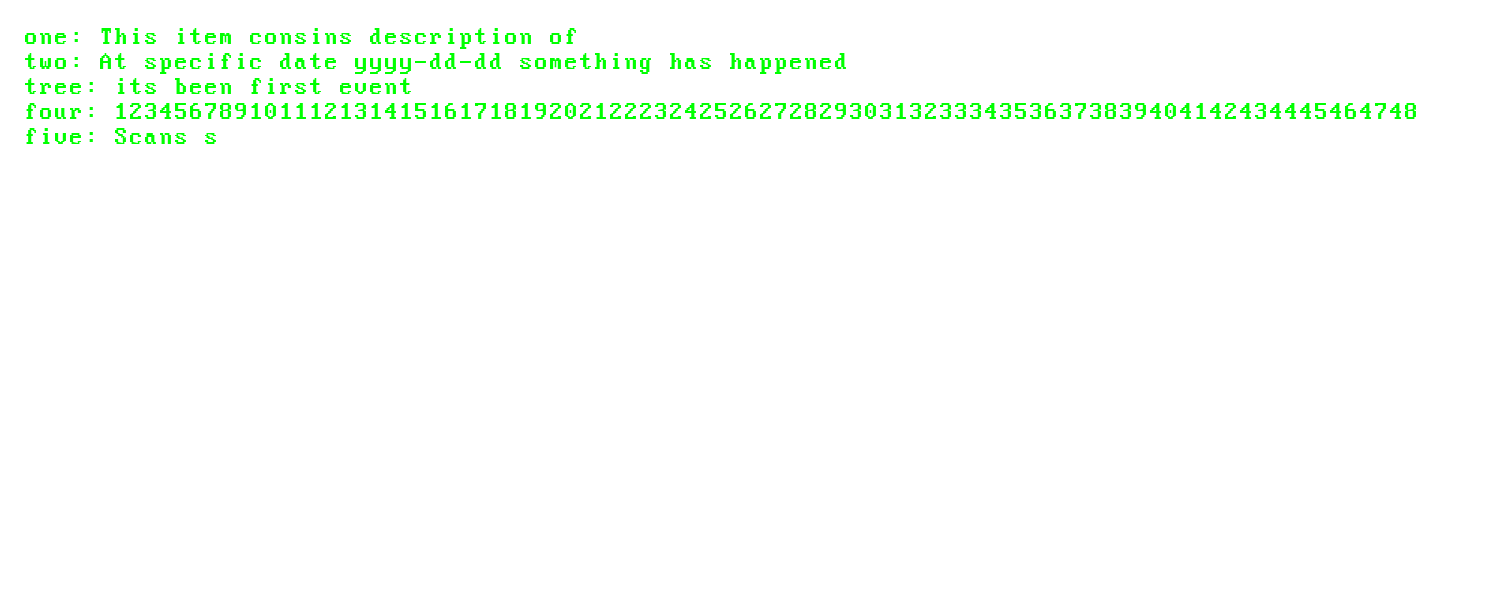 one: This item consins description of
two: At specific date yyyy-dd-dd something has happened
tree: its been first event
four: 123456789101112131415161718192021222324252627282930313233343536373839404142434445464748
five: Scans s